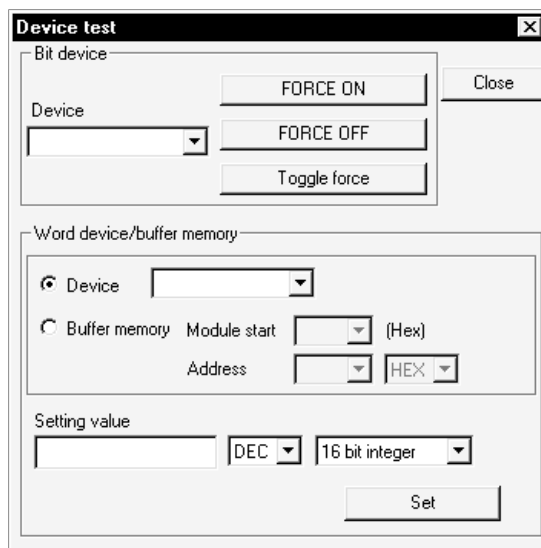 Device test
Bit device
FORCE ON
Close
Device
FORCE OFF
Toggle force
Word device/buffer memory
Device
Buffer memory Module start (Hex)
Address HEX
Setting value
DEC 16 bit integer
Set